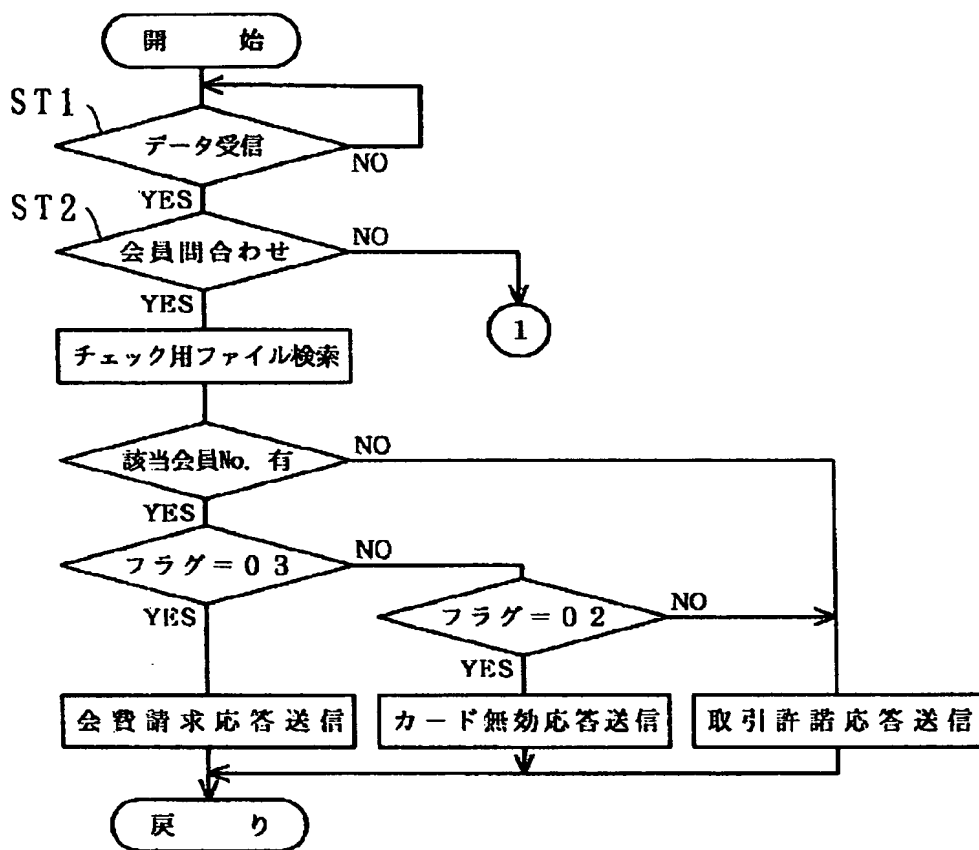 開 始
ST1
データ受信
NO
YES
ST2
会員問合わせ
NO
1
YES
チェック用ファイル検索
該当会員No. 有
NO
YES
フラグ=03
NO
フラグ=02
NO
YES
YES
会費請求応答送信
カード無効応答送信
取引許諾応答送信
戻 り